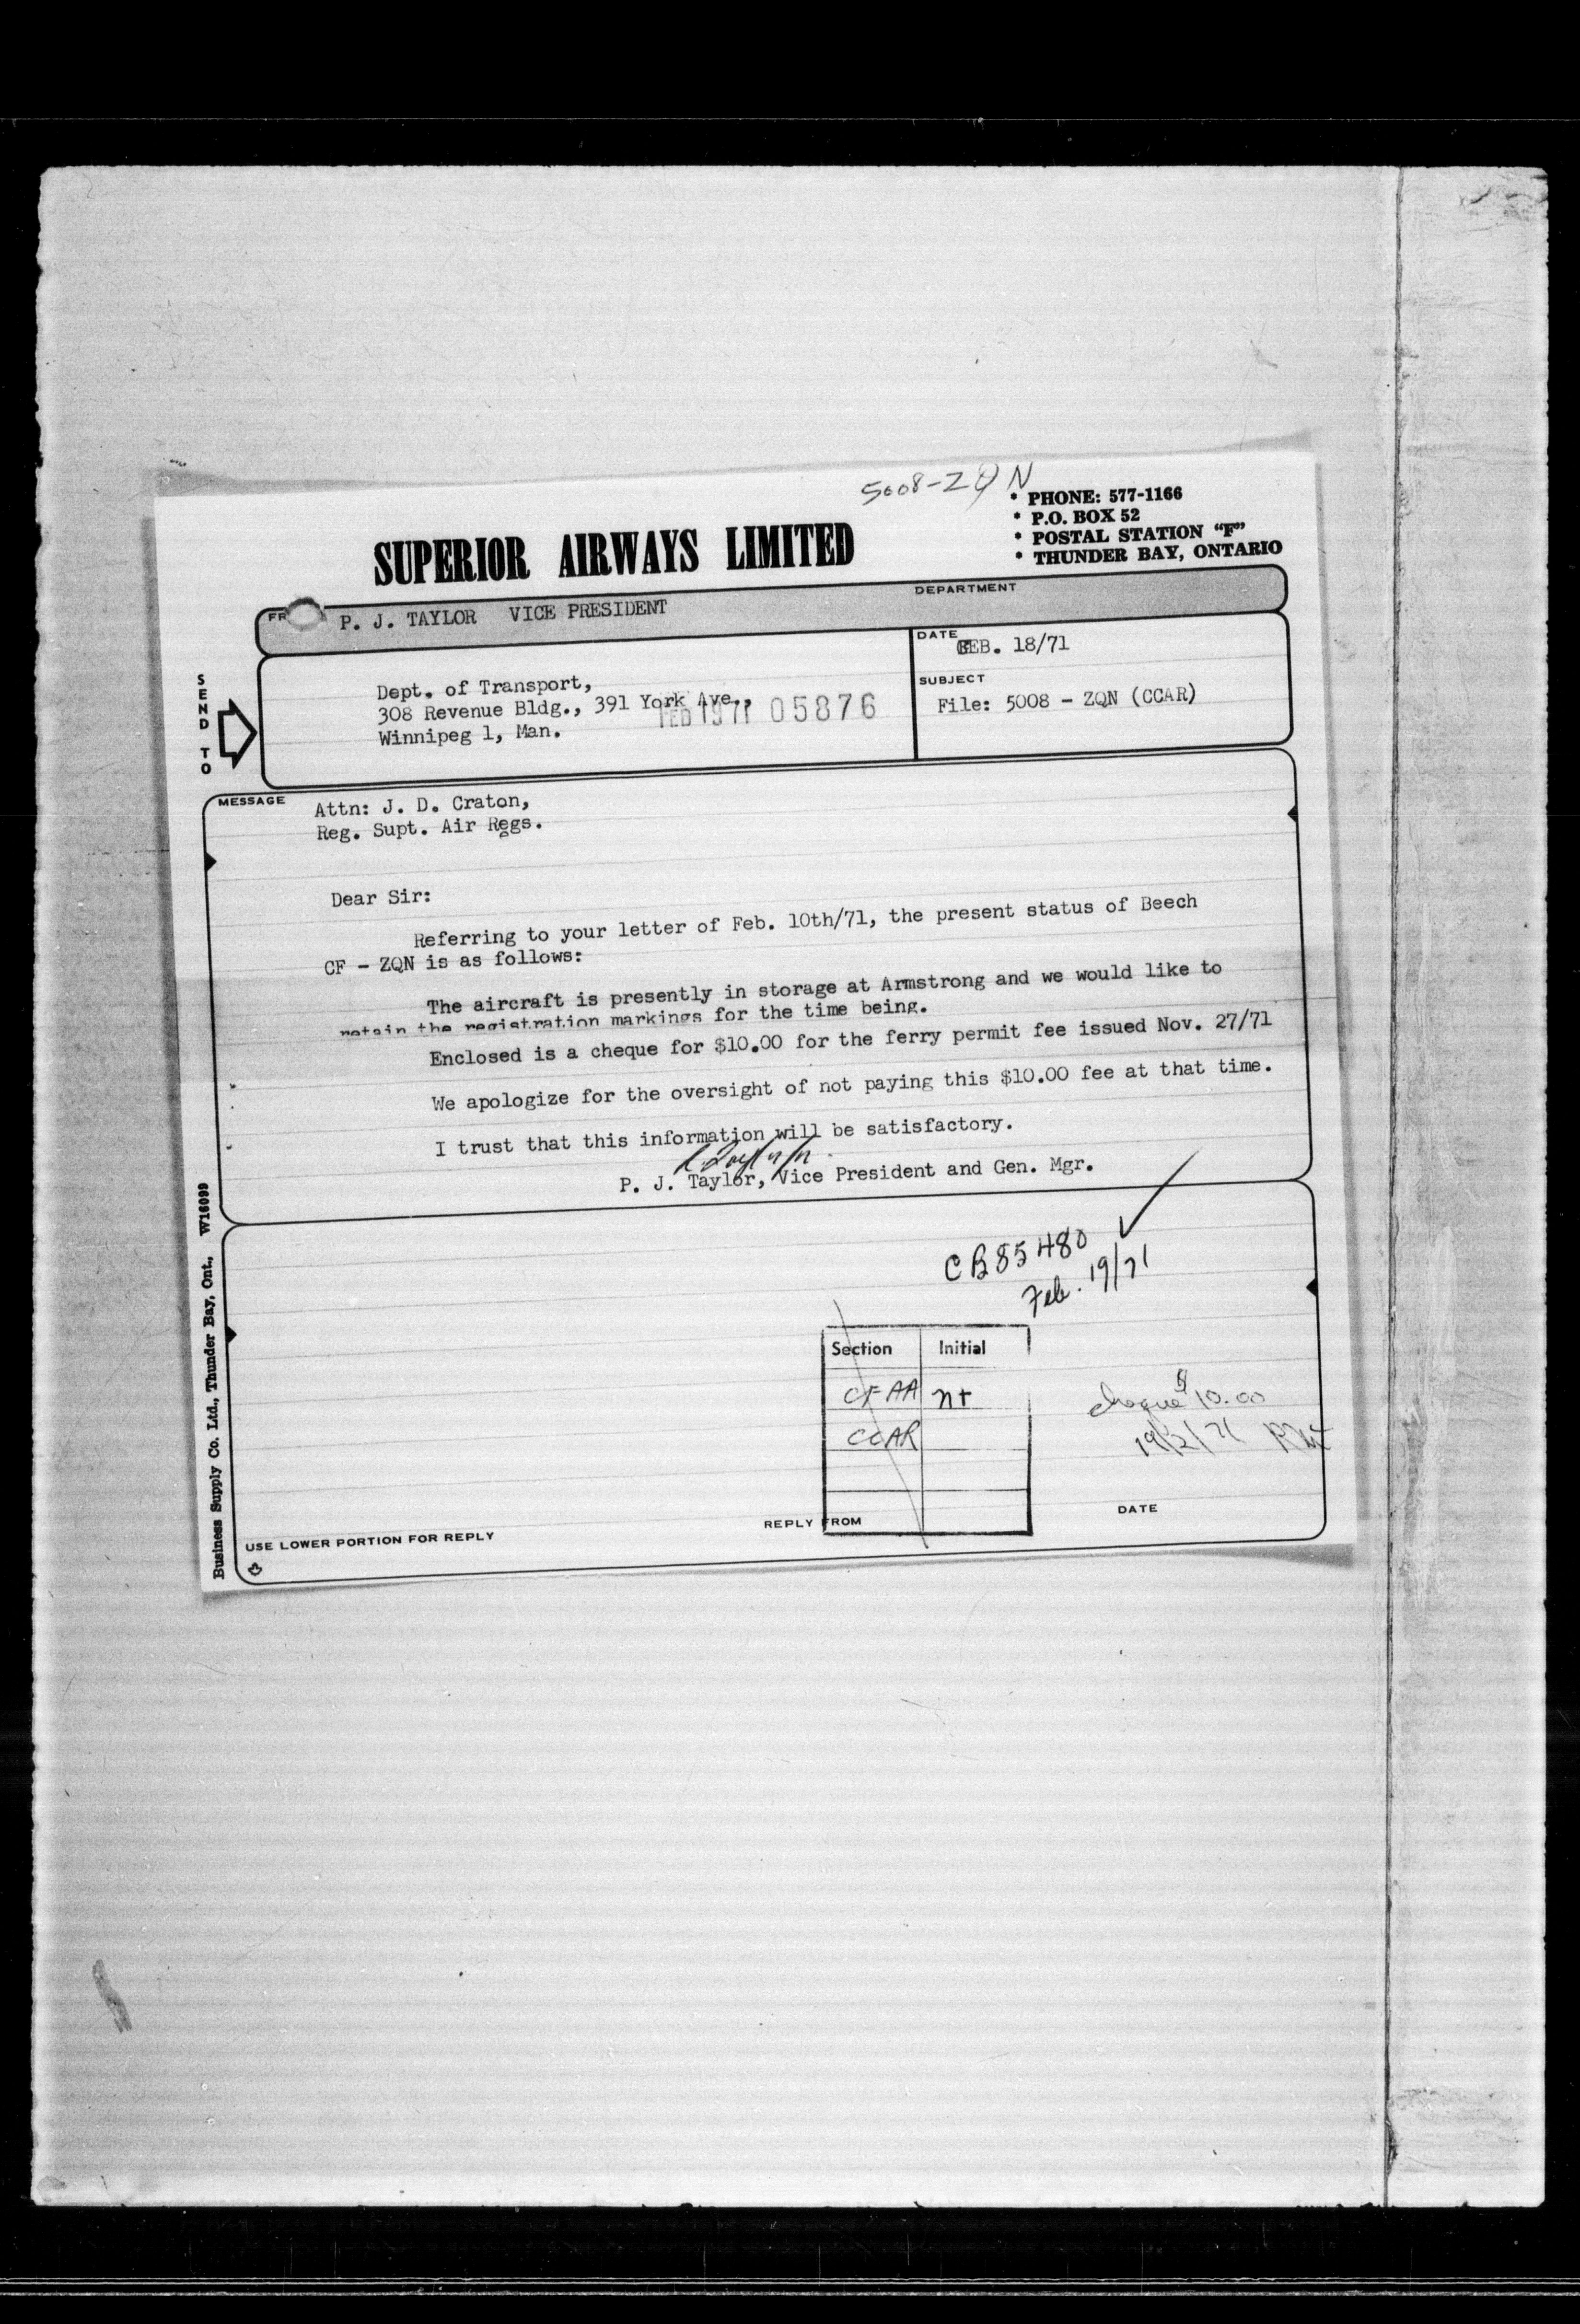 5008-ZQN
* PHONE: 577-1166
* P.O. BOX 52
* POSTAL STATION “F”
* THUNDER BAY, ONTARIO
SUPERIOR AIRWAYS LIMITED
FR
P. J. TAYLOR VICE PRESIDENT
DEPARTMENT
SEND TO
Dept. of Transport,
308 Revenue Bldg., 391 York Ave.,
Winnipeg 1, Man.
FEB 19 71 05876
DATE
FEB. 18/71
SUBJECT
File: 5008 - ZQN (CCAR)
MESSAGE
Attn: J. D. Craton,
Reg. Supt. Air Regs.
Dear Sir:
Referring to your letter of Feb. 10th/71, the present status of Beech
CF - ZQN is as follows:
The aircraft is presently in storage at Armstrong and we would like to
retain the registration markings for the time being.
Enclosed is a cheque for $10.00 for the ferry permit fee issued Nov. 27/71
We apologize for the oversight of not paying this $10.00 fee at that time.
I trust that this information will be satisfactory.
P. J. Taylor, Vice President and Gen. Mgr.
CB85480
Feb. 19/71
Section Initial
CFAA nt
CCAR
cheque $10.00
19/2/71
REPLY FROM
DATE
USE LOWER PORTION FOR REPLY
Business Supply Co. Ltd., Thunder Bay, Ont., W16099